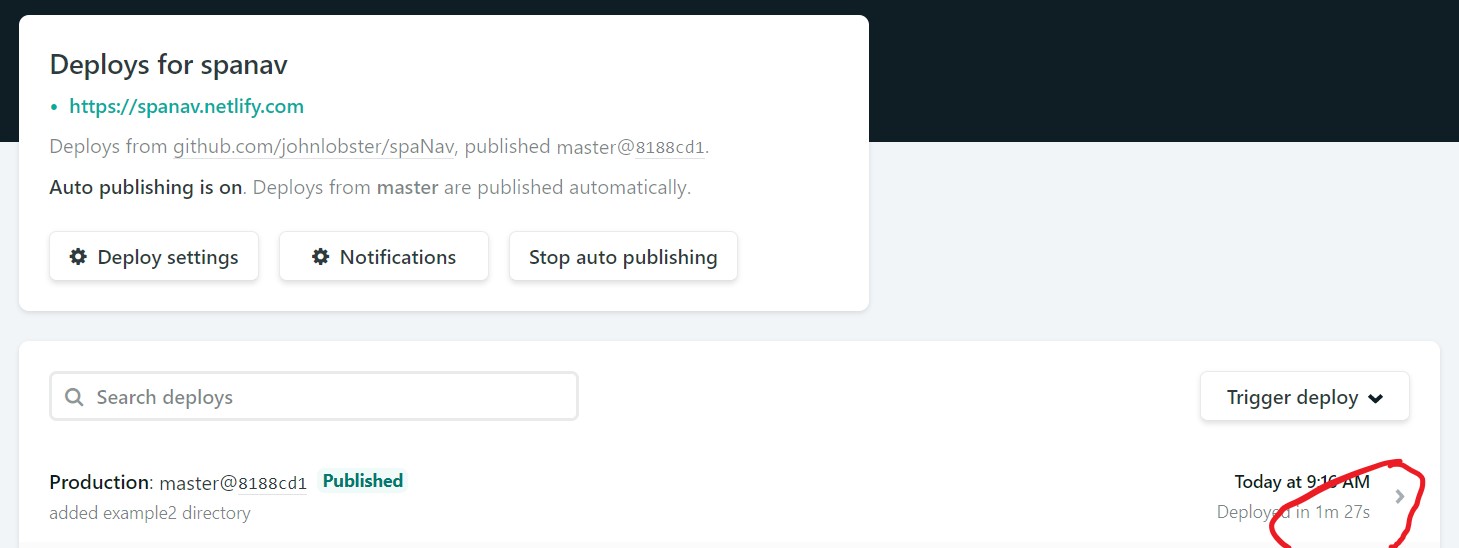 Deploys for spanav
https://spanav.netlify.com
Deploys from github.com/johnlobster/spaNav, published master@8188cd1.
Auto publishing is on. Deploys from master are published automatically.
Deploy settings
Notifications
Stop auto publishing
Search deploys
Trigger deploy
Production: master@8188cd1 Published
Today at 9:16 AM
added example2 directory
Deployed in 1m 27s